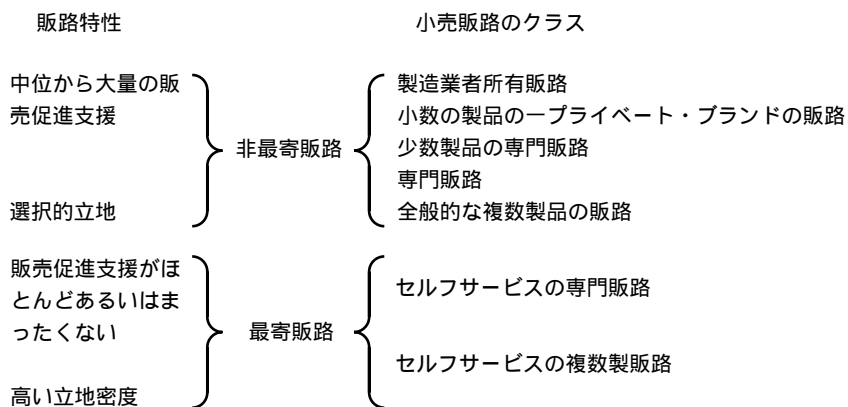 販路特性
小売販路のクラス
中位から大量の販
売促進支援
選択的立地
非最寄販路
製造業者所有販路
小数の製品の一プライベート・ブランドの販路
少数製品の専門販路
専門販路
全般的な複数製品の販路
販売促進支援がほ
とんどあるいはま
ったくない
高い立地密度
最寄販路
セルフサービスの専門販路
セルフサービスの複数製販路